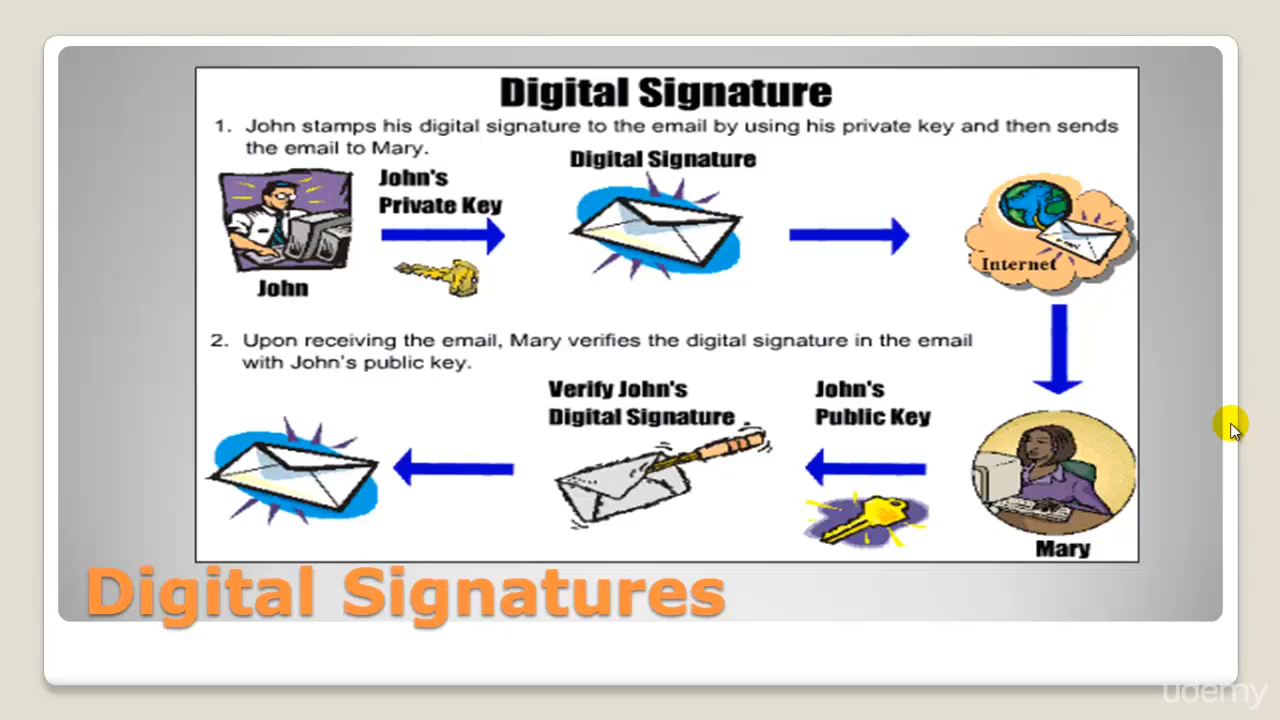 Digital Signature
1. John stamps his digital signature to the email by using his private key and then sends
the email to Mary.
Digital Signature
John's
Private Key
Internet
John
2. Upon receiving the email, Mary verifies the digital signature in the email
with John's public key.
Verify John's
Digital Signature
John's
Public Key
Mary
Digital Signatures
udemy